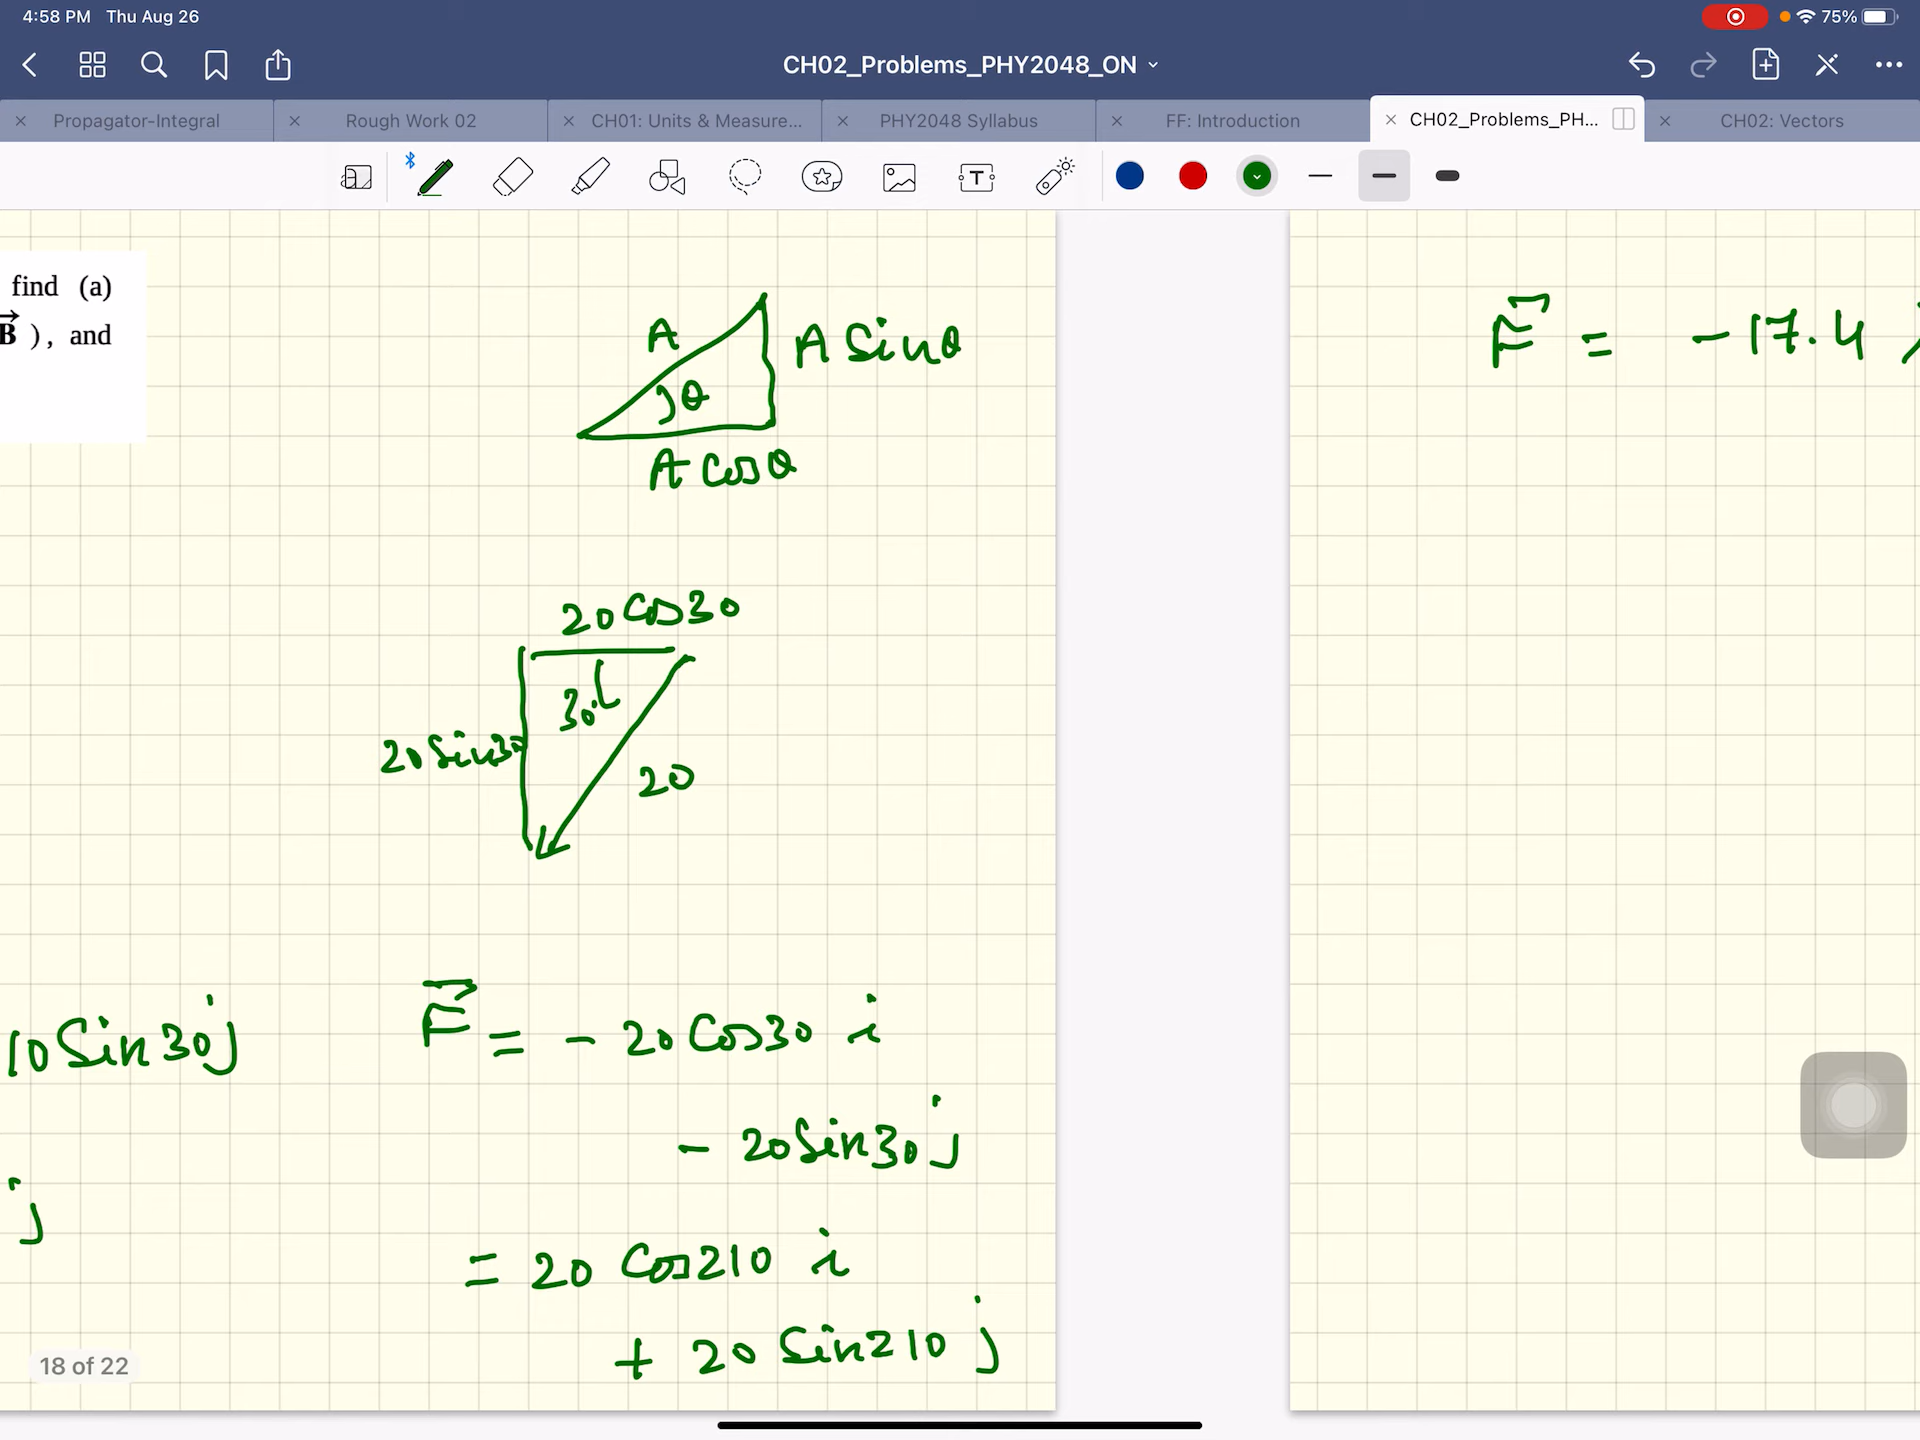 4:58 PM Thu Aug 26
75%
CH02_Problems_PHY2048_ON
Propagator-Integral
Rough Work 02
CH01: Units & Measure...
PHY2048 Syllabus
FF: Introduction
CH02_Problems_PH...
CH02: Vectors
find (a)
B ), and
A
A Sinθ
θ
A Cosθ
F = -17.4
20 Cos30
30°
20 Sin30
20
10 Sin 30 j
F = - 20 Cos30 i
- 20 Sin30 j
j
= 20 Cos210 i
+ 20 Sin210 j
18 of 22